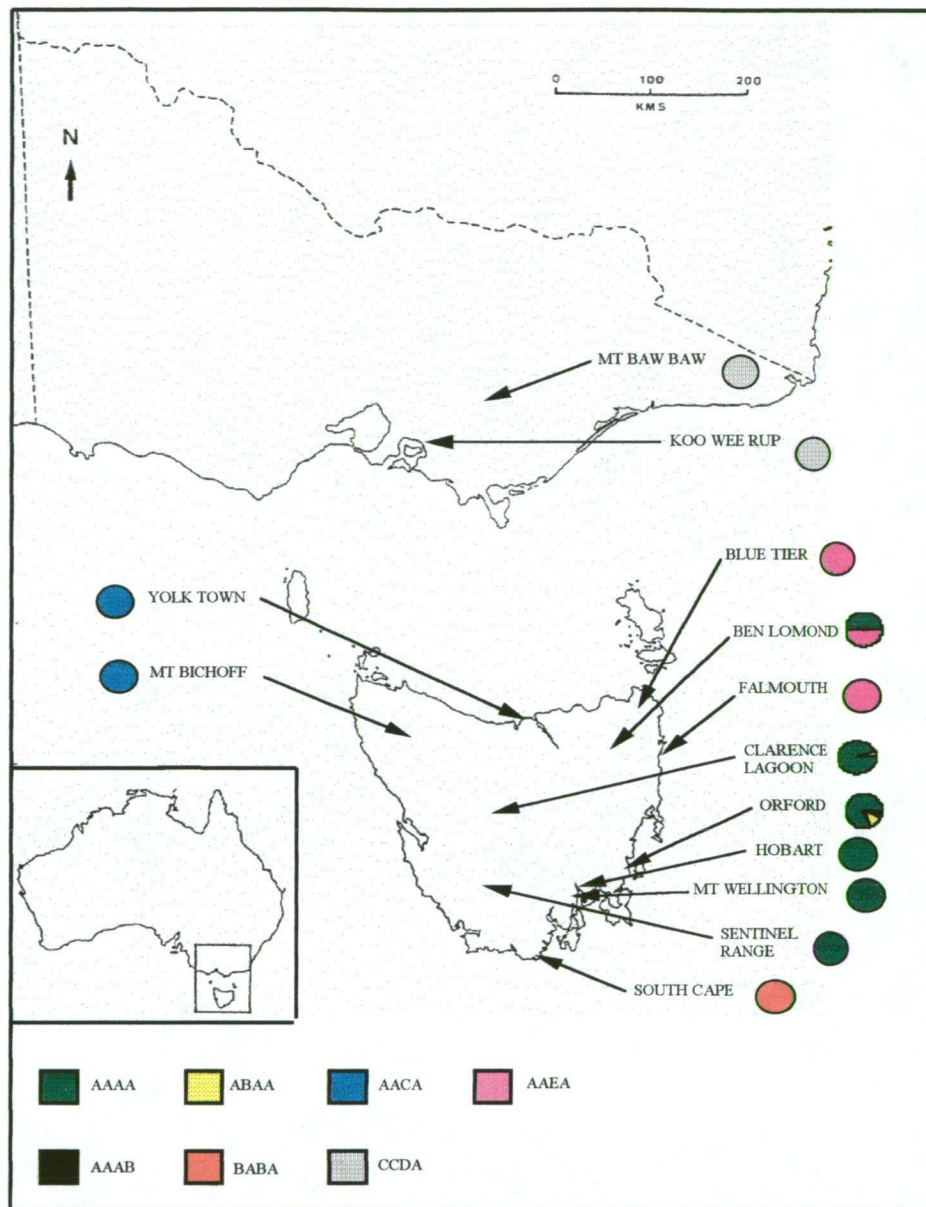 0 100 200
KMS
N
MT BAW BAW
KOO WEE RUP
BLUE TIER
YOLK TOWN
BEN LOMOND
MT BICHOFF
FALMOUTH
CLARENCE
LAGOON
ORFORD
HOBART
MT WELLINGTON
SENTINEL
RANGE
SOUTH CAPE
AAAA
ABAA
AACA
AAEA
AAAB
BABA
CCDA